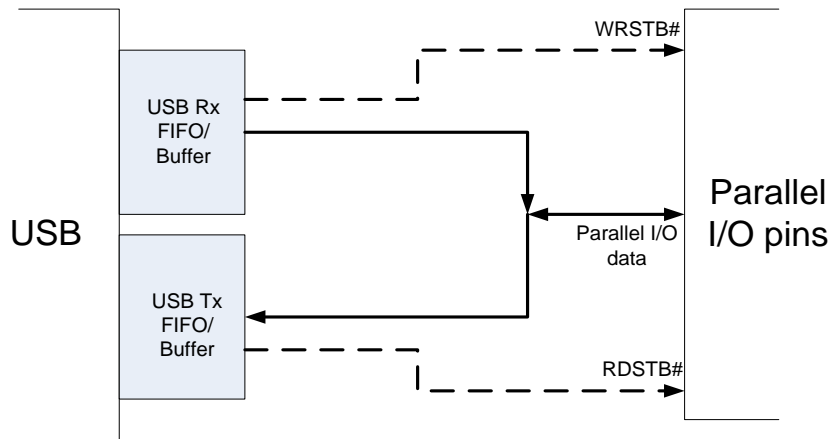 WRSTB#
USB Rx
FIFO/
Buffer
USB
Parallel I/O
data
Parallel
I/O pins
USB Tx
FIFO/
Buffer
RDSTB#